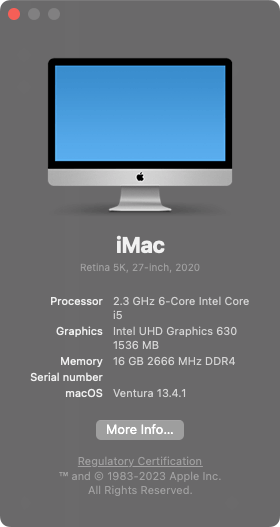 iMac
Retina 5K, 27-inch, 2020
Processor 2.3 GHz 6-Core Intel Core
i5
Graphics Intel UHD Graphics 630
1536 MB
Memory 16 GB 2666 MHz DDR4
Serial number
macOS Ventura 13.4.1
More Info...
Regulatory Certification
™ and © 1983-2023 Apple Inc.
All Rights Reserved.